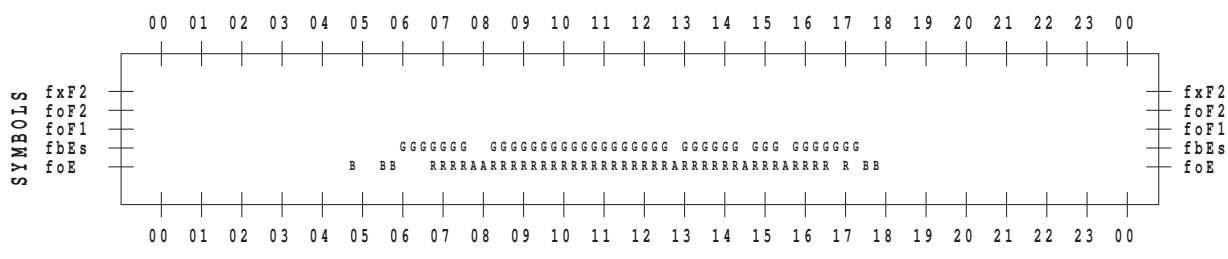 00 01 02 03 04 05 06 07 08 09 10 11 12 13 14 15 16 17 18 19 20 21 22 23 00
SYMBOLS
fxF2 fxF2
foF2 foF2
foF1 foF1
fbEs GGGGGGG GGGGGGGGGGGGGGGGGG GGGGGG GGG GGGGGGG fbEs
foE B BB RRRRAARRRRRRRRRRRRRRRRRRARRRRRRARRRARRRR R BB foE
00 01 02 03 04 05 06 07 08 09 10 11 12 13 14 15 16 17 18 19 20 21 22 23 00